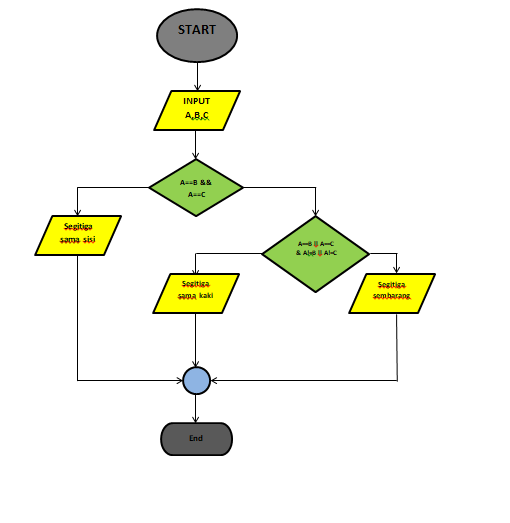 START
INPUT
A,B,C
A==B &&
A==C
Segitiga
sama sisi
A==B || A==C
Segitiga
sama kaki
Segitiga
sembarang
End